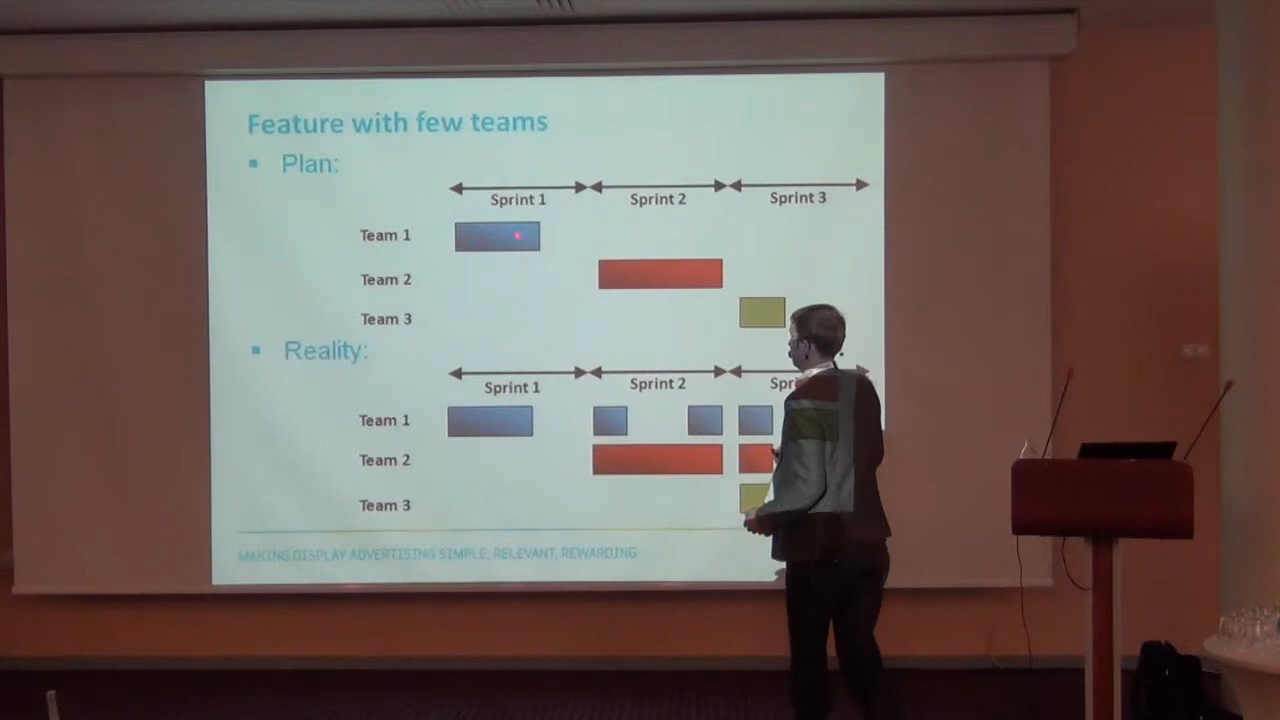 Feature with few teams
Plan:
Sprint 1 Sprint 2 Sprint 3
Team 1
Team 2
Team 3
Reality:
Sprint 1 Sprint 2
Team 1
Team 2
Team 3
MAKING DISPLAY ADVERTISING SIMPLE, RELEVANT, REWARDING